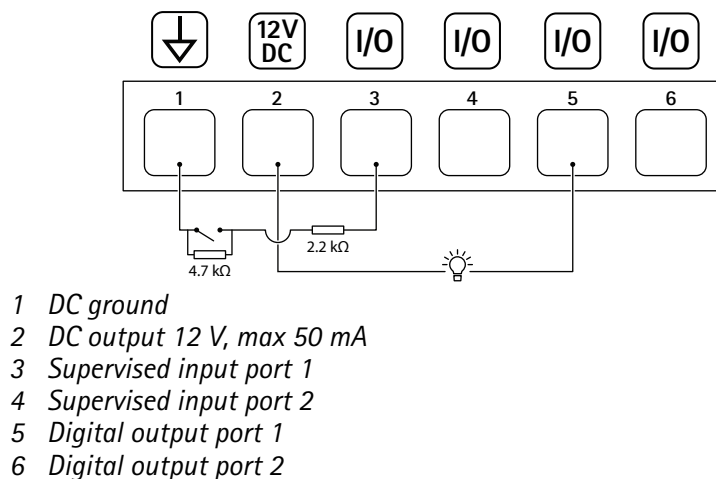 12V DC I/O I/O I/O I/O
1 2 3 4 5 6
2.2 kΩ
4.7 kΩ
1 DC ground
2 DC output 12 V, max 50 mA
3 Supervised input port 1
4 Supervised input port 2
5 Digital output port 1
6 Digital output port 2